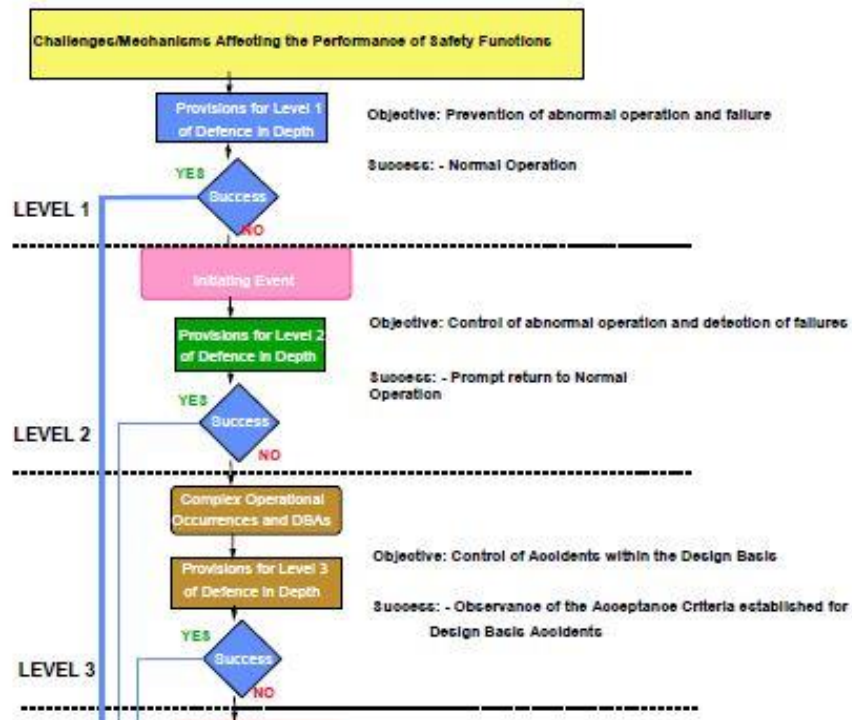 Challenges/Mechanisms Affecting the Performance of Safety Functions
Provisions for Level 1
of Defence in Depth
Objective: Prevention of abnormal operation and failure
Success: - Normal Operation
YES
Success
LEVEL 1
NO
Initiating Event
Provisions for Level 2
of Defence in Depth
Objective: Control of abnormal operation and detection of failures
Success: - Prompt return to Normal
Operation
YES
Success
LEVEL 2
NO
Complex Operational
Occurrences and DBAs
Provisions for Level 3
of Defence in Depth
Objective: Control of Accidents within the Design Basis
Success: - Observance of the Acceptance Criteria established for
Design Basis Accidents
YES
Success
LEVEL 3
NO